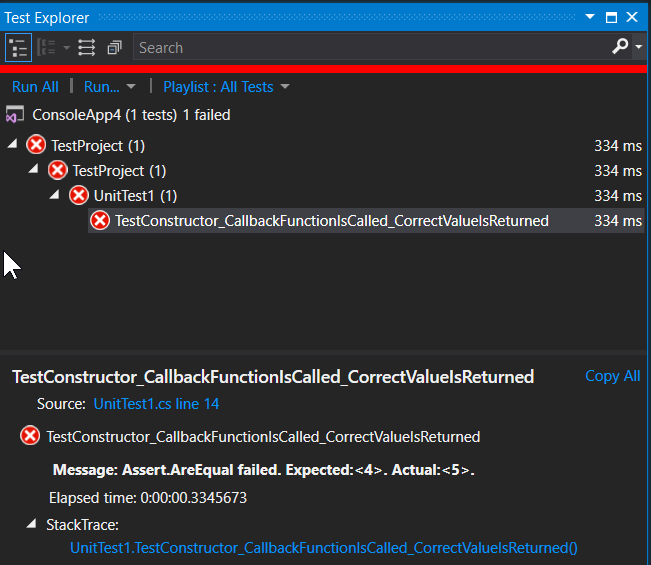 Test Explorer
Search
Run All | Run... | Playlist : All Tests
ConsoleApp4 (1 tests) 1 failed
TestProject (1) 334 ms
TestProject (1) 334 ms
UnitTest1 (1) 334 ms
TestConstructor_CallbackFunctionIsCalled_CorrectValueIsReturned 334 ms
TestConstructor_CallbackFunctionIsCalled_CorrectValueIsReturned Copy All
Source: UnitTest1.cs line 14
TestConstructor_CallbackFunctionIsCalled_CorrectValueIsReturned
Message: Assert.AreEqual failed. Expected:<4>. Actual:<5>.
Elapsed time: 0:00:00.3345673
StackTrace:
UnitTest1.TestConstructor_CallbackFunctionIsCalled_CorrectValueIsReturned()